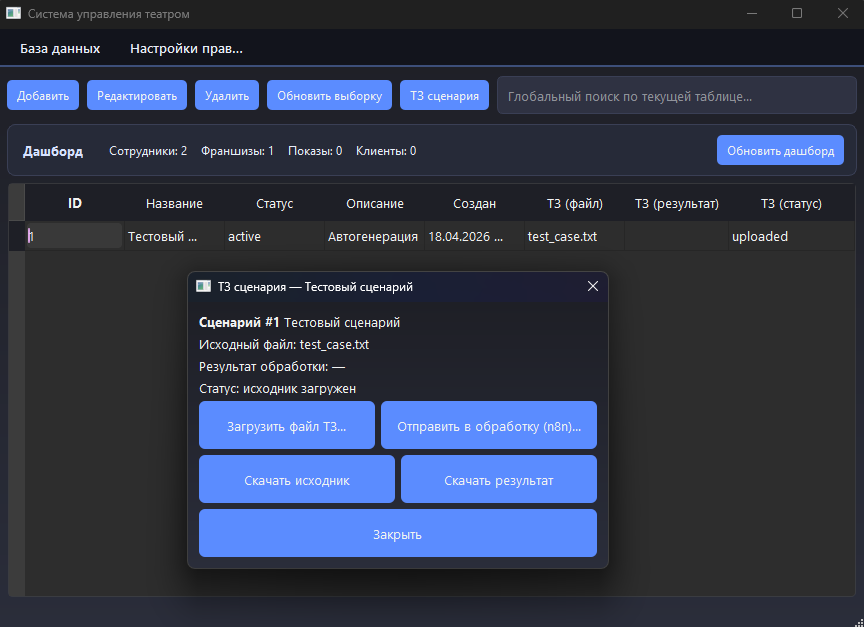 Система управления театром
База данных Настройки прав...
Добавить Редактировать Удалить Обновить выборку ТЗ сценария Глобальный поиск по текущей таблице...
Дашборд Сотрудники: 2 Франшизы: 1 Показы: 0 Клиенты: 0 Обновить дашборд
ID Название Статус Описание Создан ТЗ (файл) ТЗ (результат) ТЗ (статус)
1 Тестовый ... active Автогенерация 18.04.2026 ... test_case.txt uploaded
ТЗ сценария — Тестовый сценарий
Сценарий #1 Тестовый сценарий
Исходный файл: test_case.txt
Результат обработки: —
Статус: исходник загружен
Загрузить файл ТЗ... Отправить в обработку (n8n)...
Скачать исходник Скачать результат
Закрыть